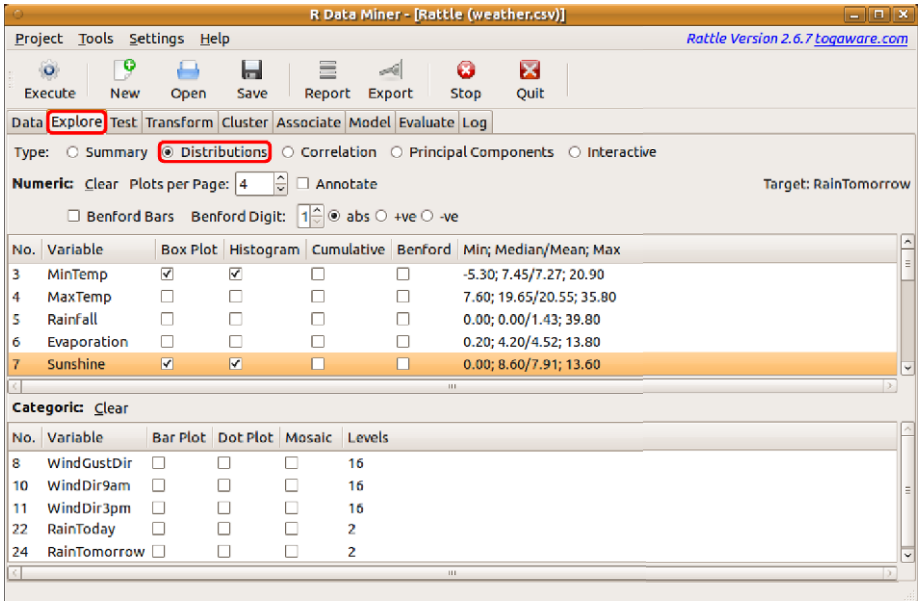 R Data Miner - [Rattle (weather.csv)]
Project Tools Settings Help Rattle Version 2.6.7 togaware.com
Execute New Open Save Report Export Stop Quit
Data Explore Test Transform Cluster Associate Model Evaluate Log
Type: Summary Distributions Correlation Principal Components Interactive
Numeric: Clear Plots per Page: 4 Annotate Target: RainTomorrow
Benford Bars Benford Digit: 1 abs +ve -ve
No. Variable Box Plot Histogram Cumulative Benford Min; Median/Mean; Max
3 MinTemp -5.30; 7.45/7.27; 20.90
4 MaxTemp 7.60; 19.65/20.55; 35.80
5 Rainfall 0.00; 0.00/1.43; 39.80
6 Evaporation 0.20; 4.20/4.52; 13.80
7 Sunshine 0.00; 8.60/7.91; 13.60
Categoric: Clear
No. Variable Bar Plot Dot Plot Mosaic Levels
8 WindGustDir 16
10 WindDir9am 16
11 WindDir3pm 16
22 RainToday 2
24 RainTomorrow 2